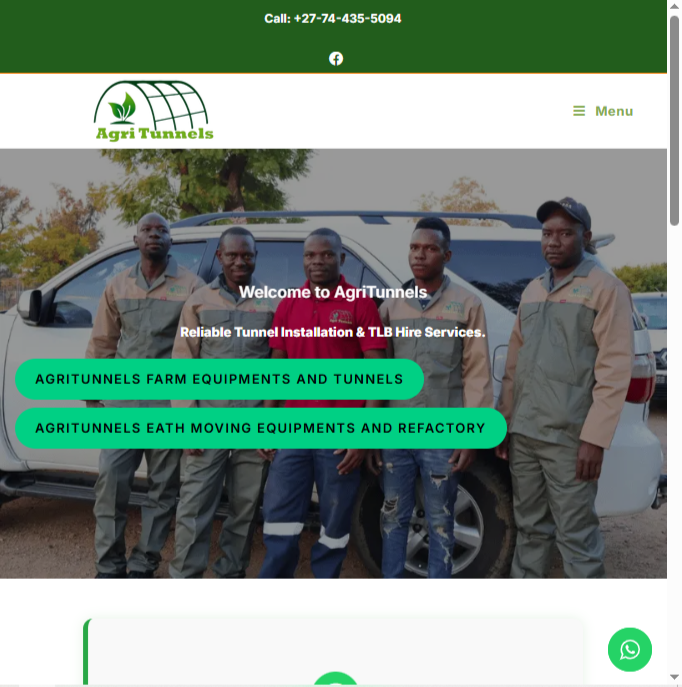 Call: +27-74-435-5094
Agri Tunnels
Menu
Welcome to AgriTunnels
Reliable Tunnel Installation & TLB Hire Services.
AGRITUNNELS FARM EQUIPMENTS AND TUNNELS
AGRITUNNELS EATH MOVING EQUIPMENTS AND REFACTORY